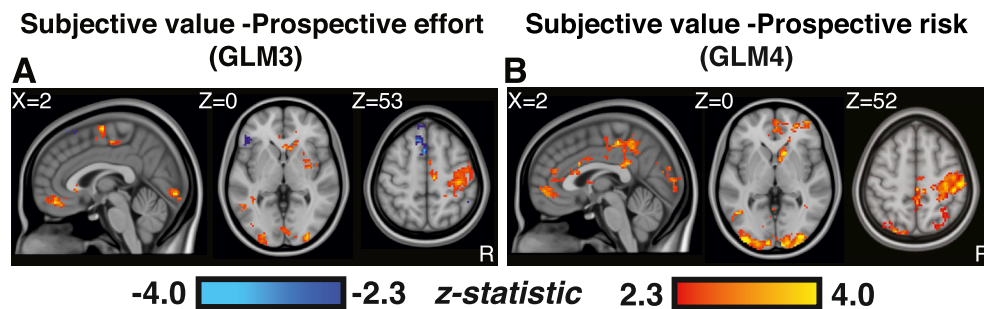 Subjective value -Prospective effort
(GLM3)
Subjective value -Prospective risk
(GLM4)
A
X=2
Z=0
Z=53
R
B
X=2
Z=0
Z=52
-4.0
-2.3
z-statistic
2.3
4.0